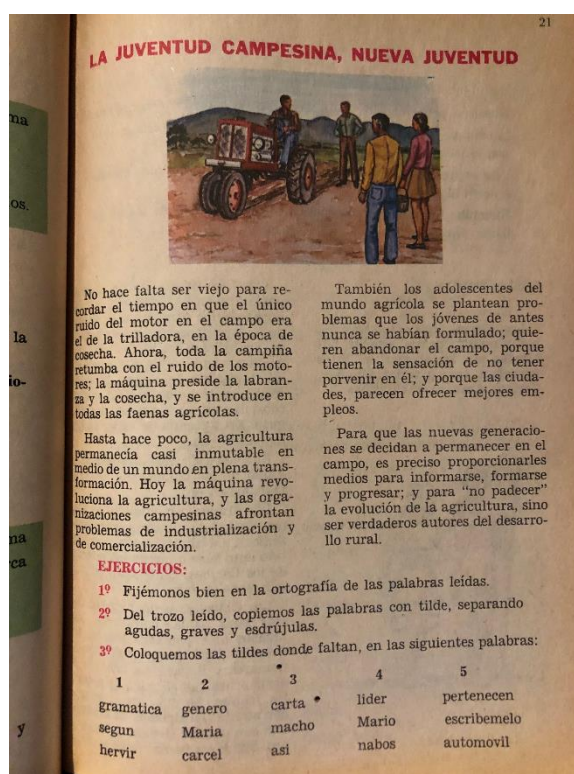 21
LA JUVENTUD CAMPESINA, NUEVA JUVENTUD
No hace falta ser viejo para re-
cordar el tiempo en que el único
ruido del motor en el campo era
el de la trilladora, en la época de
cosecha. Ahora, toda la campiña
retumba con el ruido de los moto-
res; la máquina preside la labran-
za y la cosecha, y se introduce en
todas las faenas agrícolas.
Hasta hace poco, la agricultura
permanecía casi inmutable en
medio de un mundo en plena trans-
formación. Hoy la máquina revo-
luciona la agricultura, y las orga-
nizaciones campesinas afrontan
problemas de industrialización y
de comercialización.
También los adolescentes del
mundo agrícola se plantean pro-
blemas que los jóvenes de antes
nunca se habían formulado; quie-
ren abandonar el campo, porque
tienen la sensación de no tener
porvenir en él; y porque las ciuda-
des, parecen ofrecer mejores em-
pleos.
Para que las nuevas generacio-
nes se decidan a permanecer en el
campo, es preciso proporcionarles
medios para informarse, formarse
y progresar; y para "no padecer"
la evolución de la agricultura, sino
ser verdaderos autores del desarro-
llo rural.
EJERCICIOS:
1º Fijémonos bien en la ortografía de las palabras leídas.
2º Del trozo leído, copiemos las palabras con tilde, separando
agudas, graves y esdrújulas.
3º Coloquemos las tildes donde faltan, en las siguientes palabras:
1 2 3 4 5
gramatica genero carta lider pertenecen
segun Maria macho Mario escribemelo
hervir carcel asi nabos automovil
ma
os.
la
io-
ma
ca
y